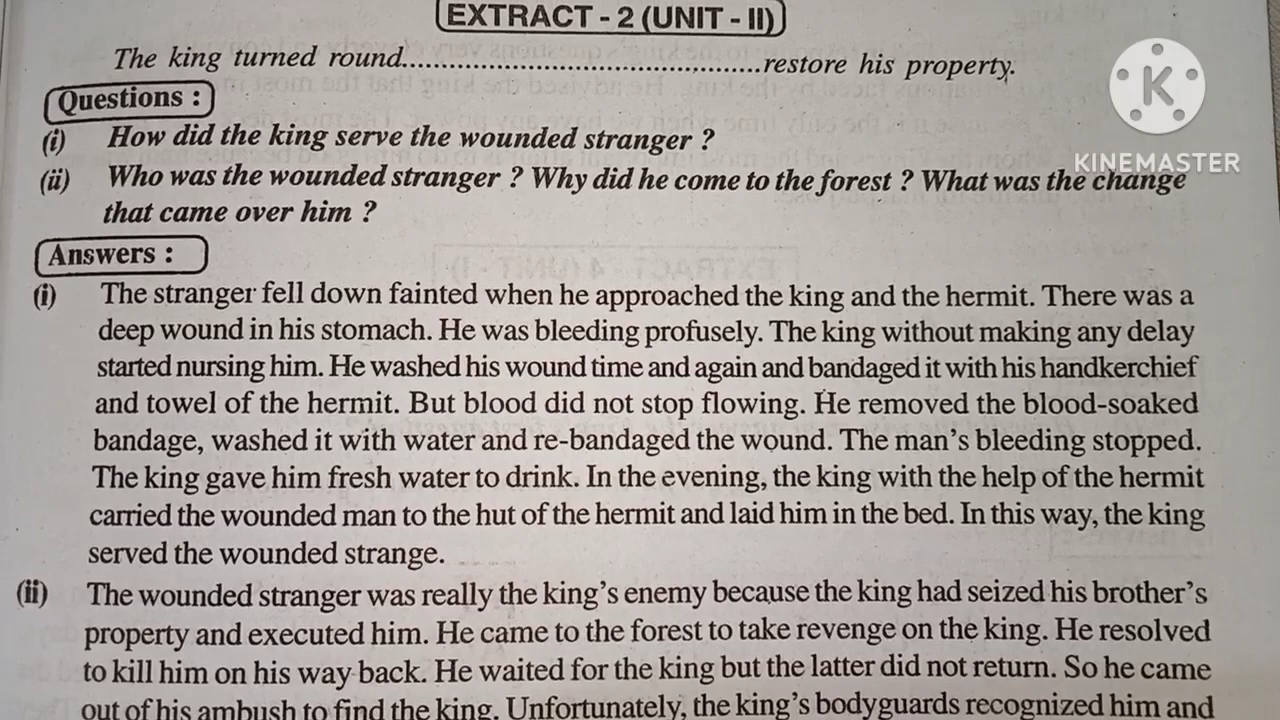 EXTRACT - 2 (UNIT - II)
The king turned round............................................restore his property.
K
KINEMASTER
Questions :
(i) How did the king serve the wounded stranger ?
(ii) Who was the wounded stranger ? Why did he come to the forest ? What was the change
that came over him ?
Answers :
(i) The stranger fell down fainted when he approached the king and the hermit. There was a
deep wound in his stomach. He was bleeding profusely. The king without making any delay
started nursing him. He washed his wound time and again and bandaged it with his handkerchief
and towel of the hermit. But blood did not stop flowing. He removed the blood-soaked
bandage, washed it with water and re-bandaged the wound. The man's bleeding stopped.
The king gave him fresh water to drink. In the evening, the king with the help of the hermit
carried the wounded man to the hut of the hermit and laid him in the bed. In this way, the king
served the wounded strange.
(ii) The wounded stranger was really the king's enemy because the king had seized his brother's
property and executed him. He came to the forest to take revenge on the king. He resolved
to kill him on his way back. He waited for the king but the latter did not return. So he came
out of his ambush to find the king. Unfortunately, the king's bodyguards recognized him and